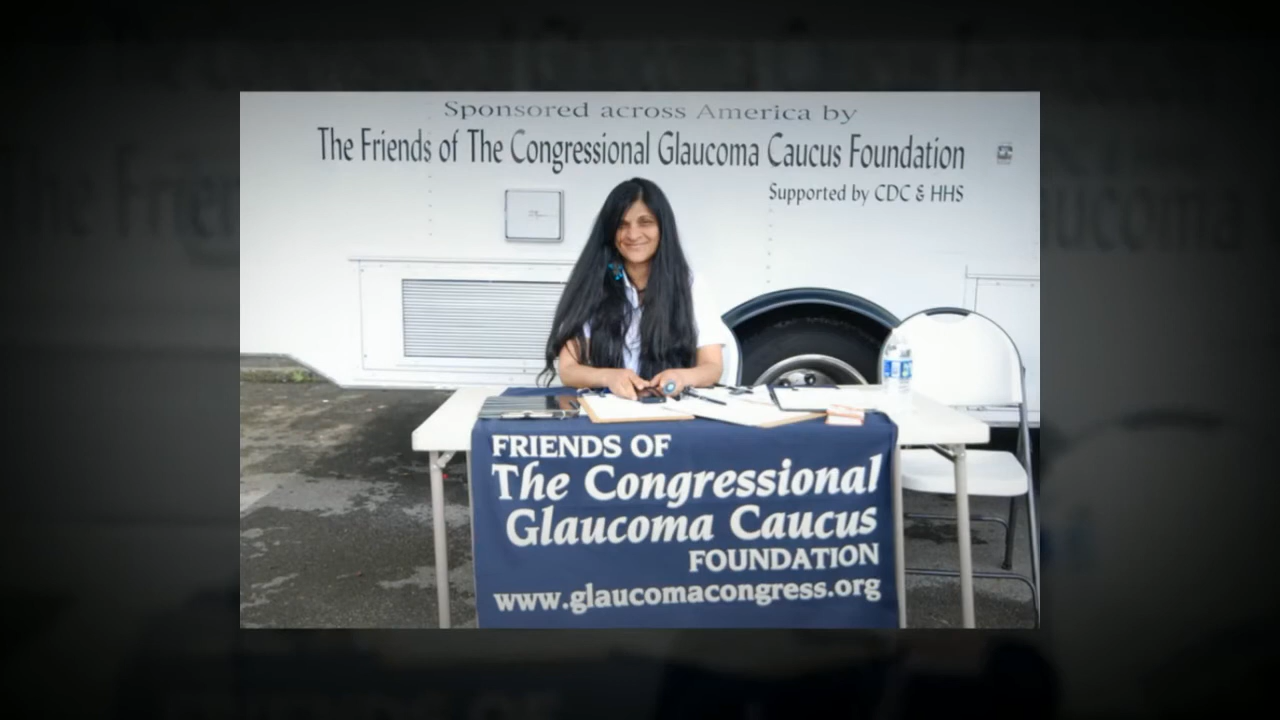 Sponsored across America by
The Friends of The Congressional Glaucoma Caucus Foundation
Supported by CDC & HHS
FRIENDS OF
The Congressional
Glaucoma Caucus
FOUNDATION
www.glaucomacongress.org